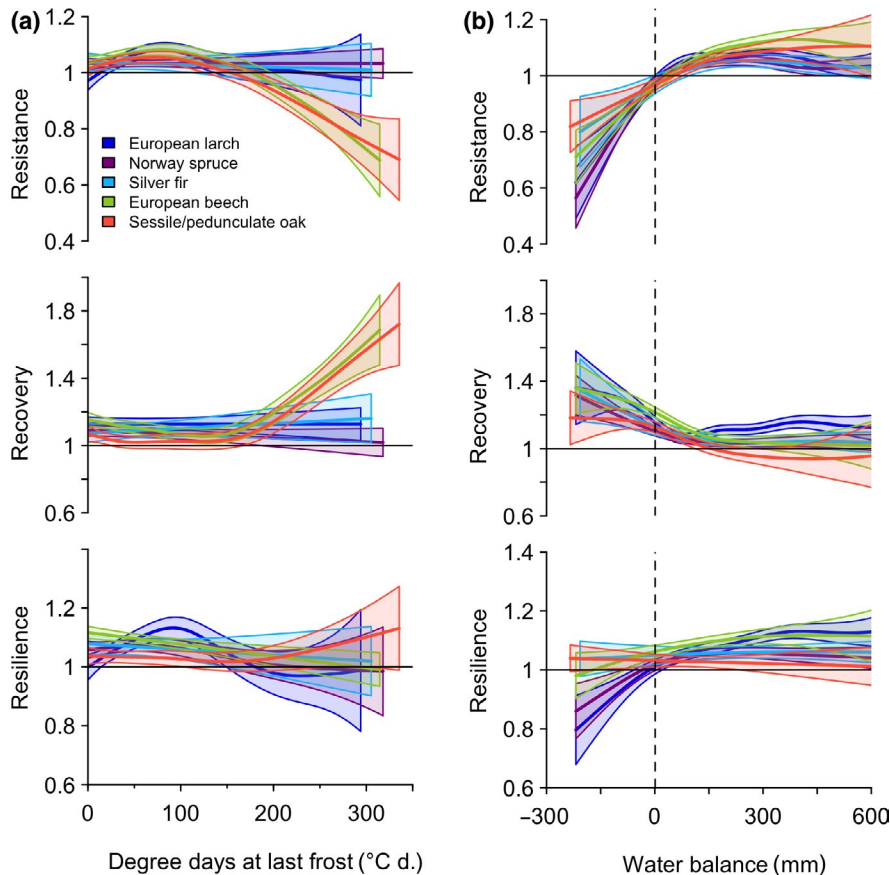 (a)
1.2
1
0.8
0.6
0.4
Resistance
European larch
Norway spruce
Silver fir
European beech
Sessile/pedunculate oak
1.8
1.4
1
0.6
Recovery
1.4
1.2
1
0.8
0.6
Resilience
0 100 200 300
Degree days at last frost (°C d.)
(b)
1.2
1.0
0.8
0.6
0.4
Resistance
1.8
1.4
1
0.6
Recovery
1.4
1.2
1
0.8
0.6
Resilience
−300 0 300 600
Water balance (mm)